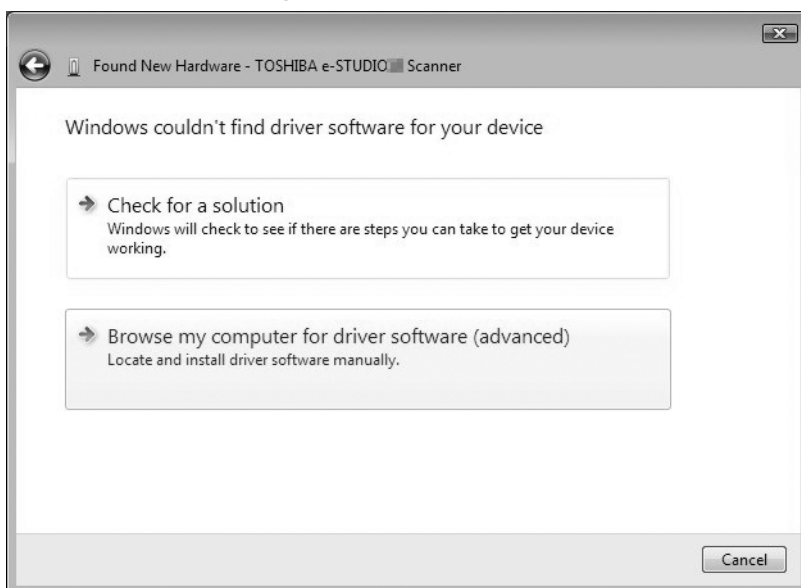 Found New Hardware - TOSHIBA e-STUDIO Scanner
Windows couldn't find driver software for your device
Check for a solution
Windows will check to see if there are steps you can take to get your device
working.
Browse my computer for driver software (advanced)
Locate and install driver software manually.
Cancel